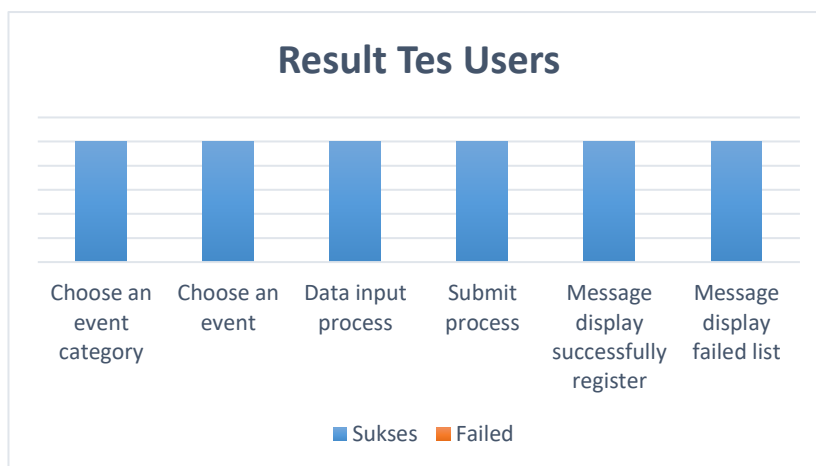 Result Tes Users
Choose an
event
category
Choose an
event
Data input
process
Submit
process
Message
display
successfully
register
Message
display
failed list
Sukses
Failed